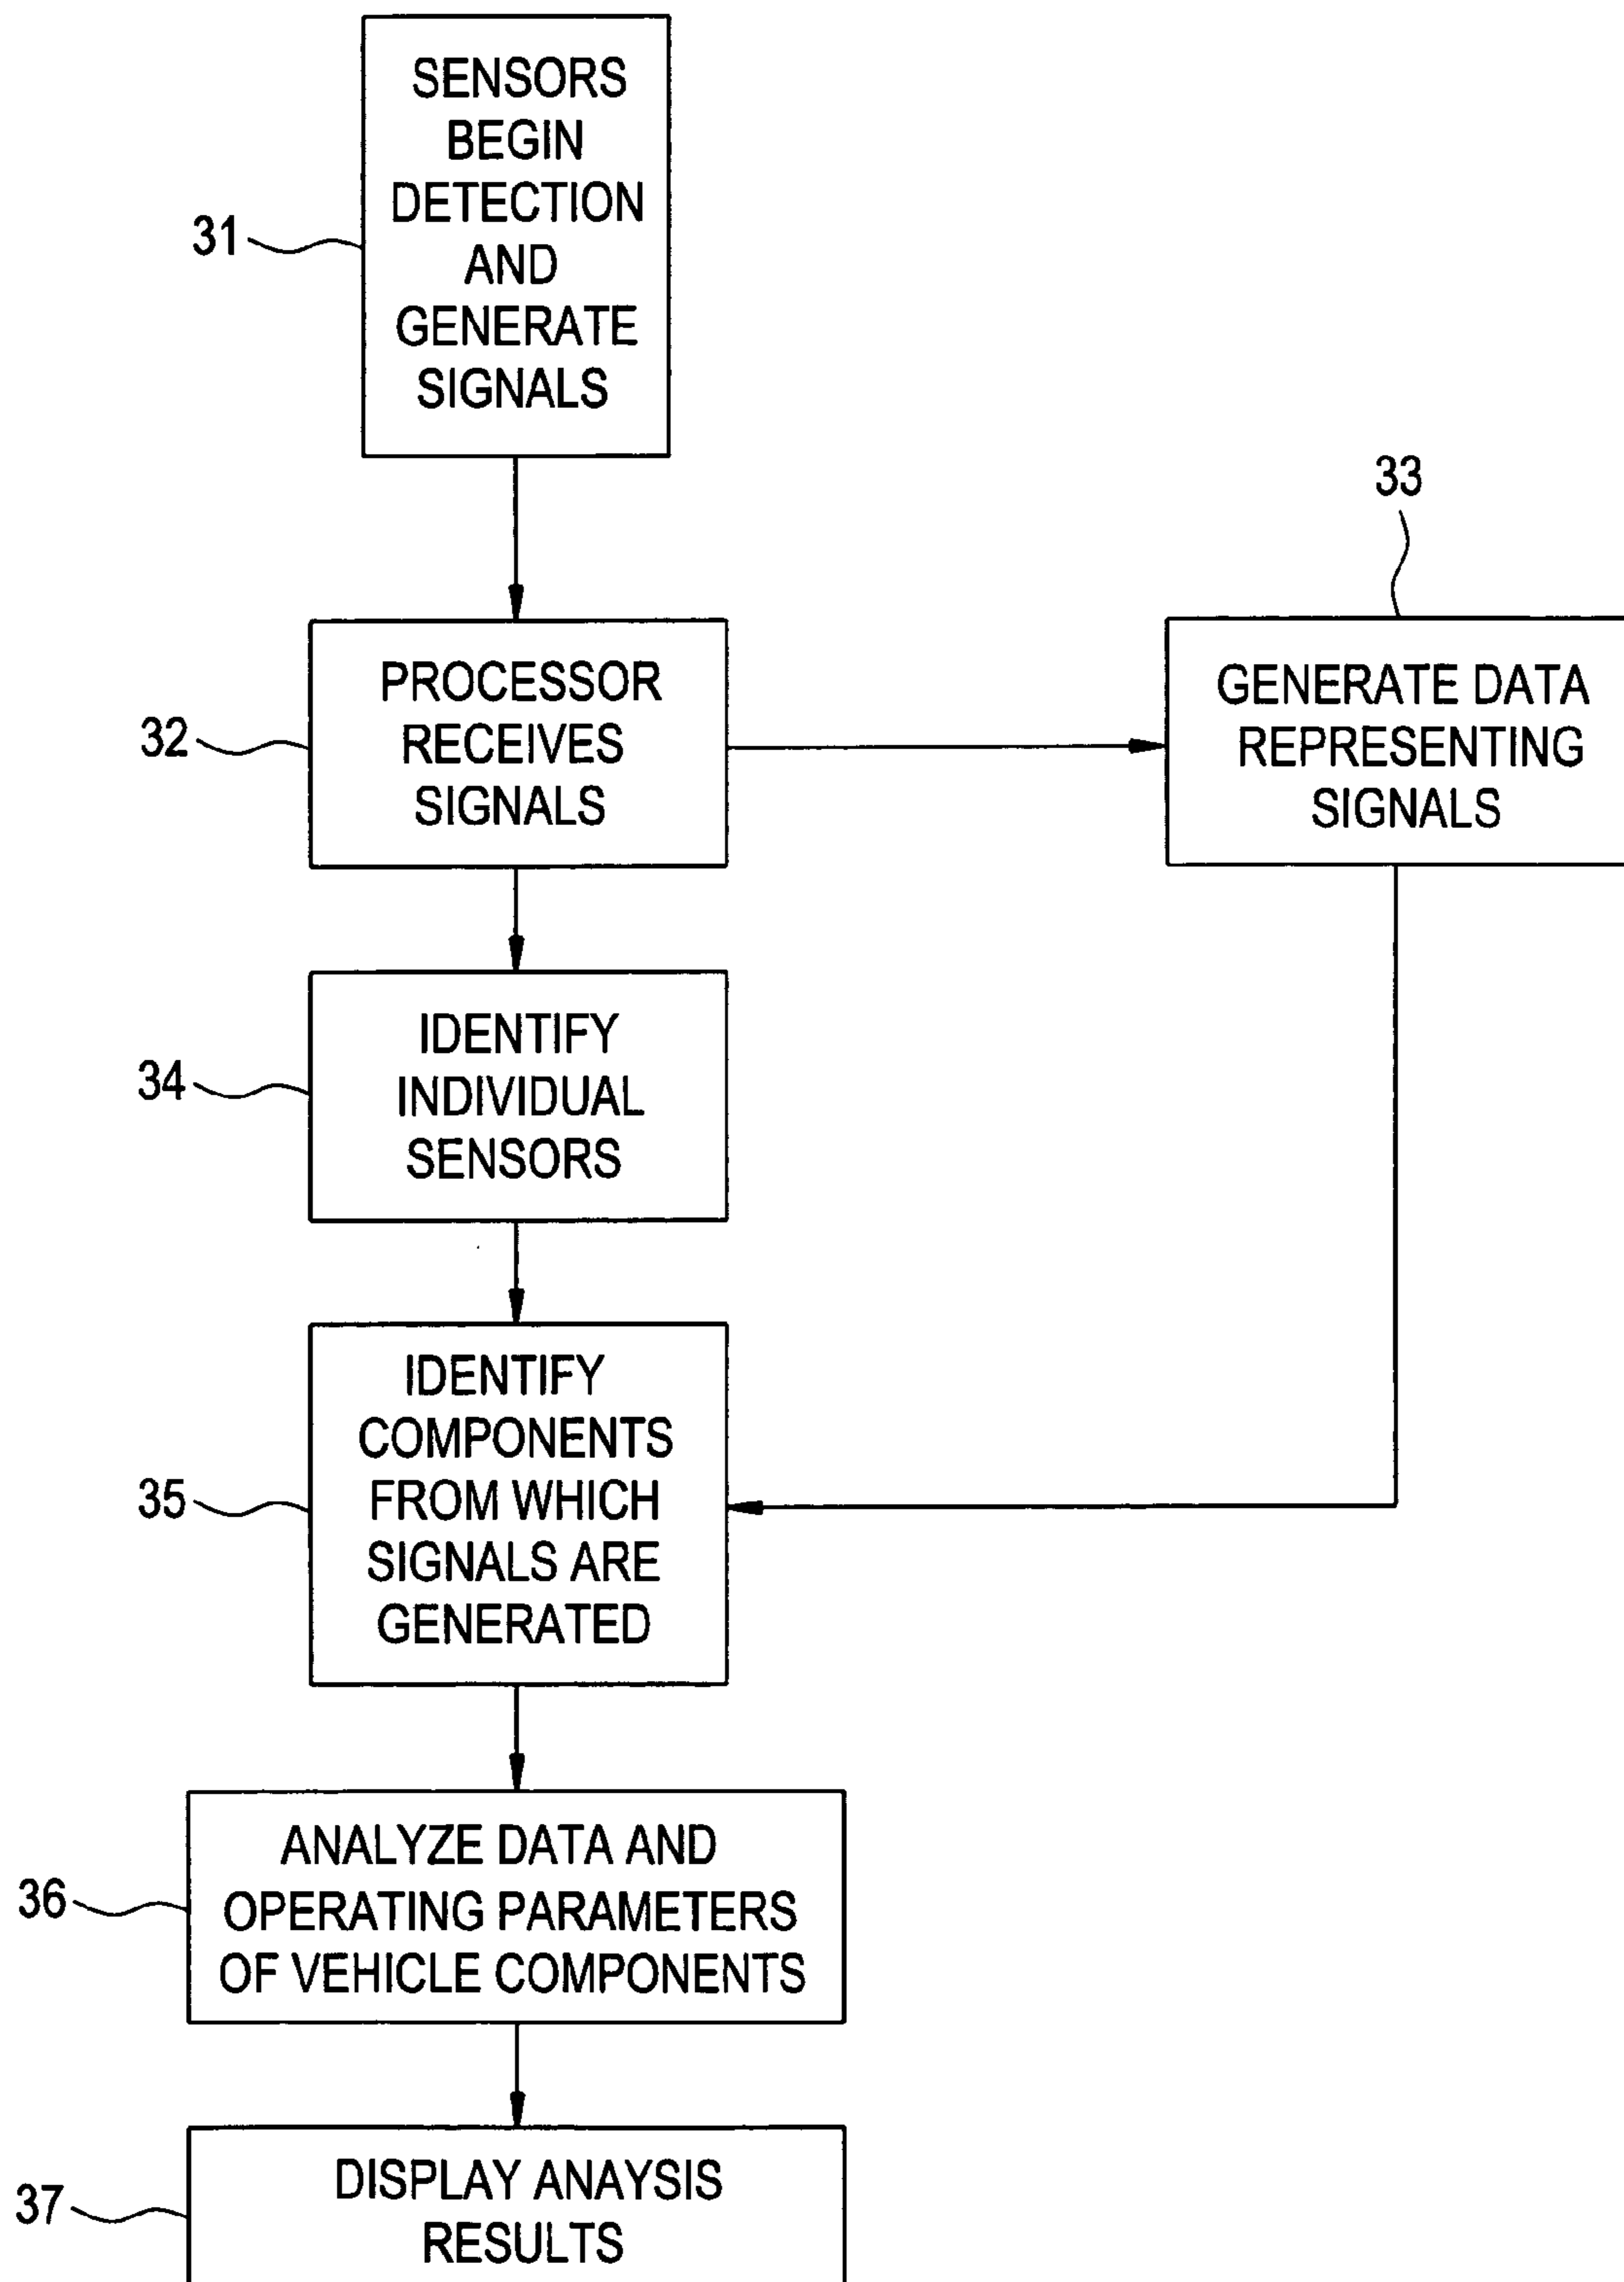 31
SENSORS
BEGIN
DETECTION
AND
GENERATE
SIGNALS
32
PROCESSOR
RECEIVES
SIGNALS
33
GENERATE DATA
REPRESENTING
SIGNALS
34
IDENTIFY
INDIVIDUAL
SENSORS
35
IDENTIFY
COMPONENTS
FROM WHICH
SIGNALS ARE
GENERATED
36
ANALYZE DATA AND
OPERATING PARAMETERS
OF VEHICLE COMPONENTS
37
DISPLAY ANAYSIS
RESULTS